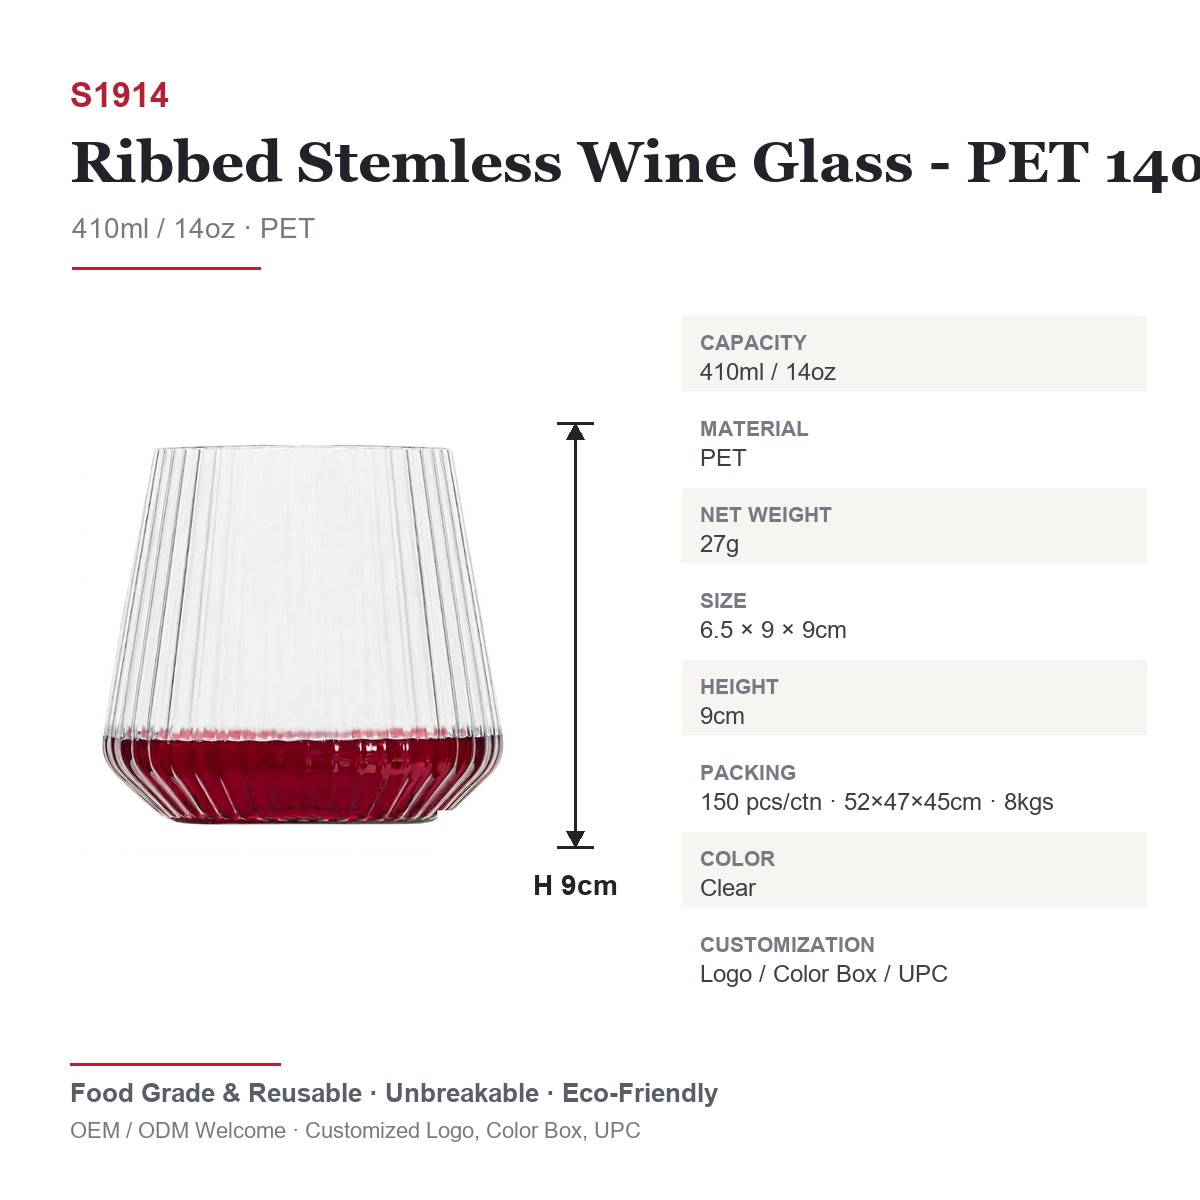 S1914
Ribbed Stemless Wine Glass - PET 14o
410ml / 14oz · PET
CAPACITY
410ml / 14oz
MATERIAL
PET
NET WEIGHT
27g
SIZE
6.5 × 9 × 9cm
HEIGHT
9cm
PACKING
150 pcs/ctn · 52×47×45cm · 8kgs
COLOR
Clear
CUSTOMIZATION
Logo / Color Box / UPC
H 9cm
Food Grade & Reusable · Unbreakable · Eco-Friendly
OEM / ODM Welcome · Customized Logo, Color Box, UPC